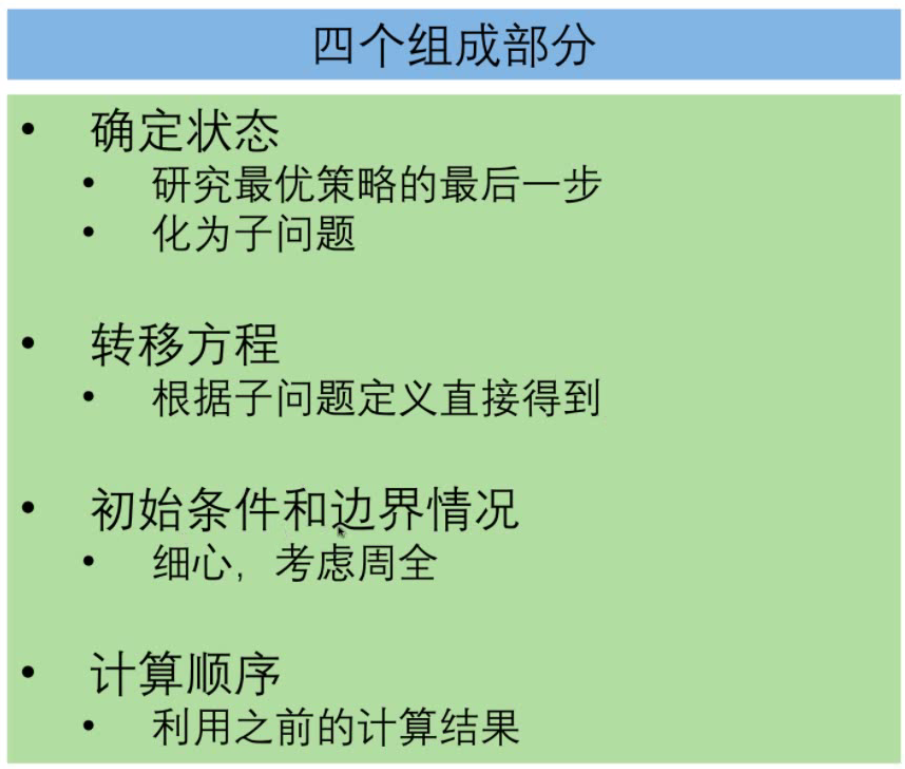 四个组成部分
• 确定状态
• 研究最优策略的最后一步
• 化为子问题
• 转移方程
• 根据子问题定义直接得到
• 初始条件和边界情况
• 细心，考虑周全
• 计算顺序
• 利用之前的计算结果